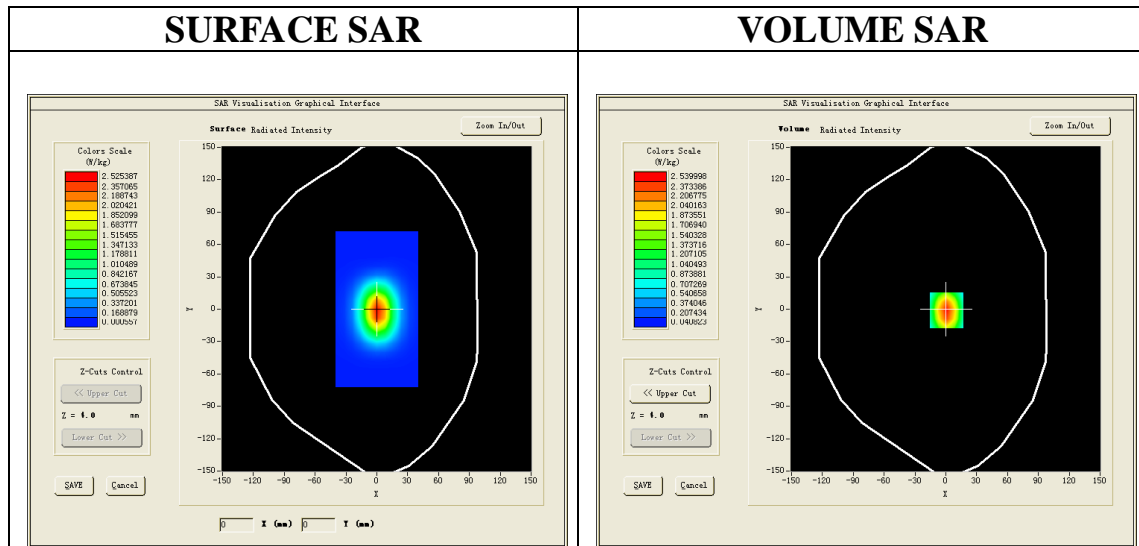 SURFACE SAR
VOLUME SAR
SAR Visualisation Graphical Interface
Surface Radiated Intensity
Zoom In/Out
Colors Scale
(W/kg)
2.525387
2.357065
2.188743
2.020421
1.852099
1.683777
1.515455
1.347133
1.178811
1.010489
0.842167
0.673845
0.505523
0.337201
0.168879
0.000557
Z-Cuts Control
<< Upper Cut
Z = 4.0 mm
Lower Cut >>
SAVE
Cancel
150
120
90
60
30
0
-30
-60
-90
-120
-150
Y
-150 -120 -90 -60 -30 0 30 60 90 120 150
X
0 X (mm) 0 Y (mm)
SAR Visualisation Graphical Interface
Volume Radiated Intensity
Zoom In/Out
Colors Scale
(W/kg)
2.539998
2.373386
2.206775
2.040163
1.873551
1.706940
1.540328
1.373716
1.207105
1.040493
0.873881
0.707269
0.540658
0.374046
0.207434
0.040823
Z-Cuts Control
<< Upper Cut
Z = 4.0 mm
Lower Cut >>
SAVE
Cancel
150
120
90
60
30
0
-30
-60
-90
-120
-150
Y
-150 -120 -90 -60 -30 0 30 60 90 120 150
X